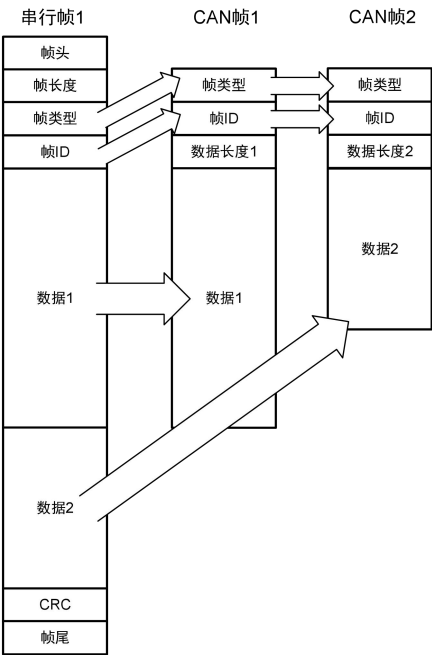 串行帧1
CAN帧1
CAN帧2
帧头
帧长度
帧类型
帧类型
帧类型
帧ID
帧ID
帧ID
数据长度1
数据长度2
数据1
数据1
数据2
数据2
CRC
帧尾